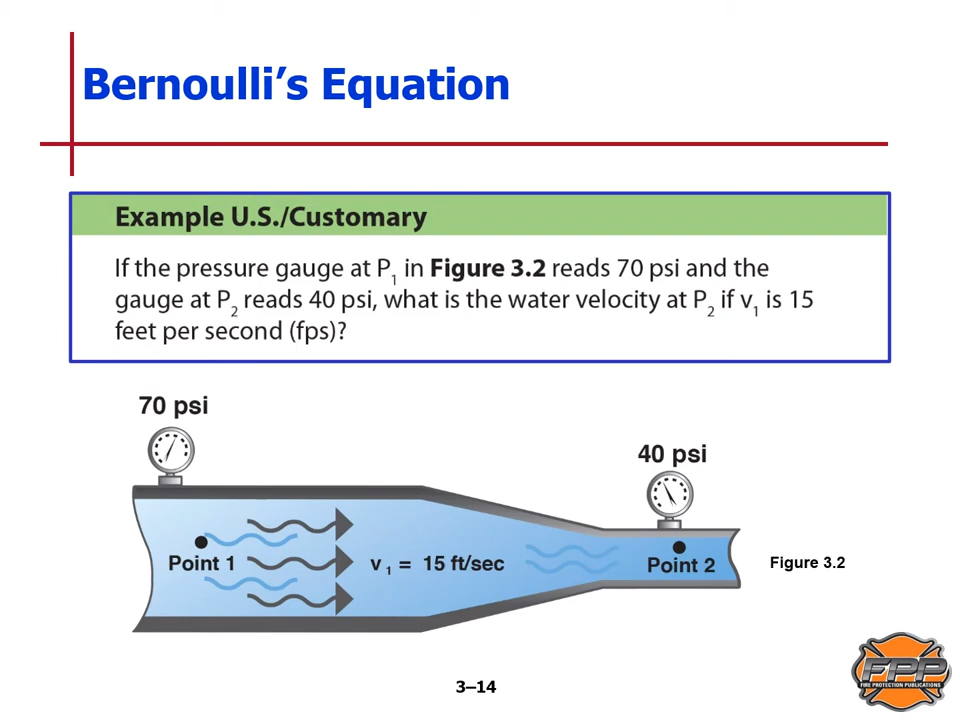 Bernoulli’s Equation
Example U.S./Customary
If the pressure gauge at P1 in Figure 3.2 reads 70 psi and the
gauge at P2 reads 40 psi, what is the water velocity at P2 if v1 is 15
feet per second (fps)?
70 psi
40 psi
Point 1
v 1 = 15 ft/sec
Point 2
Figure 3.2
3–14
FPP
FIRE PROTECTION PUBLICATIONS